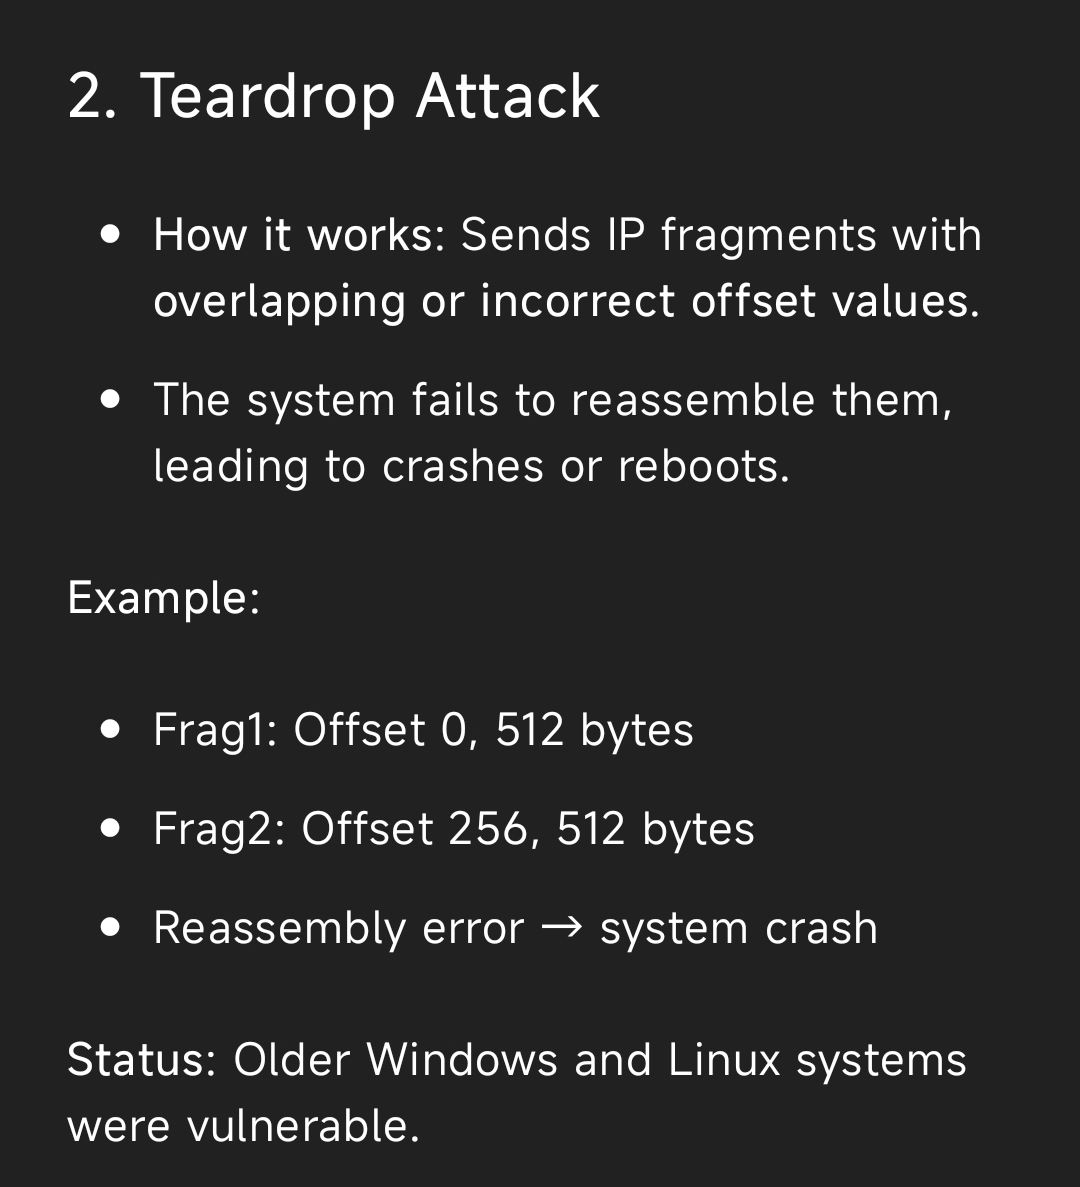 2. Teardrop Attack
• How it works: Sends IP fragments with
overlapping or incorrect offset values.
• The system fails to reassemble them,
leading to crashes or reboots.
Example:
• Frag1: Offset 0, 512 bytes
• Frag2: Offset 256, 512 bytes
• Reassembly error → system crash
Status: Older Windows and Linux systems
were vulnerable.